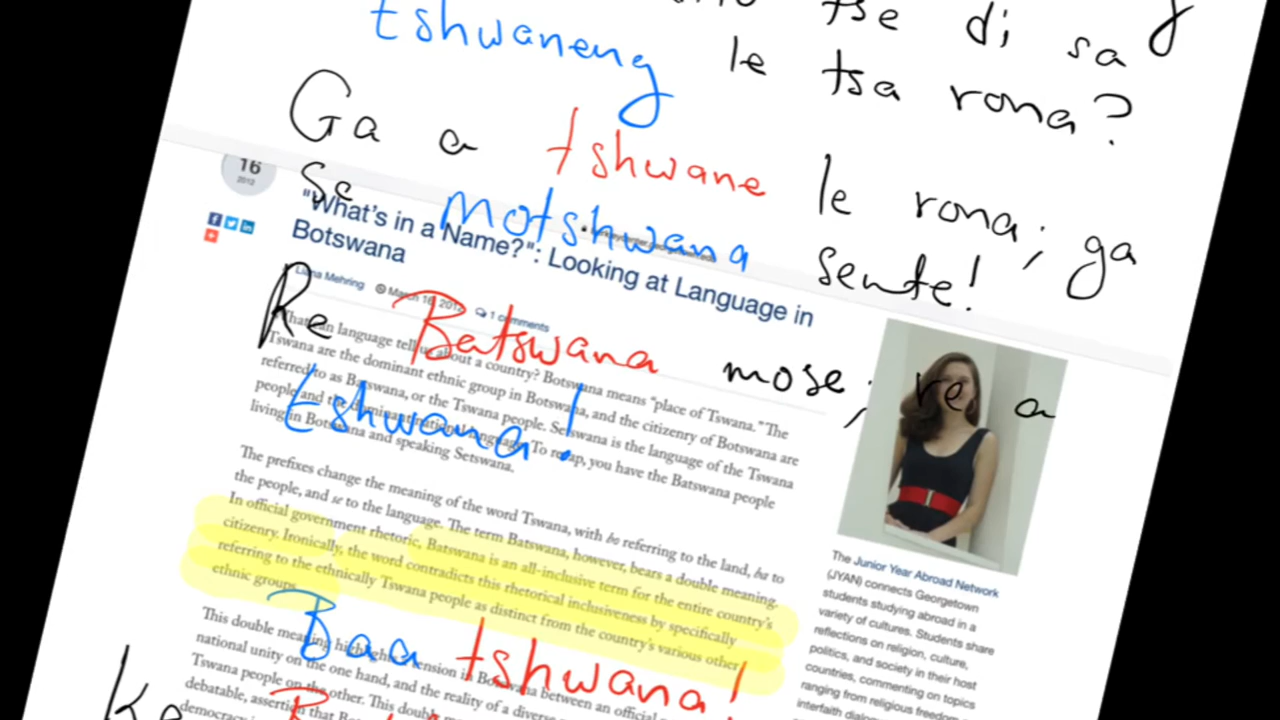 tse di sa
tshwaneng le tsa rona?
Ga a tshwane le rona; ga
se motshwana sente!
16
2012
"What's in a Name?": Looking at Language in
Botswana
Liana Mehring March 16, 2012 1 comments
Re Batswana mose; re a
tshwana!
What can language tell us about a country? Botswana means "place of Tswana." The
Tswana are the dominant ethnic group in Botswana, and the citizenry of Botswana are
referred to as Batswana, or the Tswana people. Setswana is the language of the Tswana
people and the dominant national language. To recap, you have the Batswana people
living in Botswana and speaking Setswana.
The prefixes change the meaning of the word Tswana, with bo referring to the land, ba to
the people, and se to the language. The term Batswana, however, bears a double meaning.
In official government rhetoric, Batswana is an all-inclusive term for the entire country's
citizenry. Ironically, the word contradicts this rhetorical inclusiveness by specifically
referring to the ethnically Tswana people as distinct from the country's various other
ethnic groups.
Baa tshwana!
This double meaning highlights tension in Botswana between an official
national unity on the one hand, and the reality of a diverse
Tswana people on the other. This double
debatable, assertion that
democracy
Ke
The Junior Year Abroad Network
(JYAN) connects Georgetown
students studying abroad in a
variety of cultures. Students share
reflections on religion, culture,
politics, and society in their host
countries, commenting on topics
ranging from religious freedom
interfaith